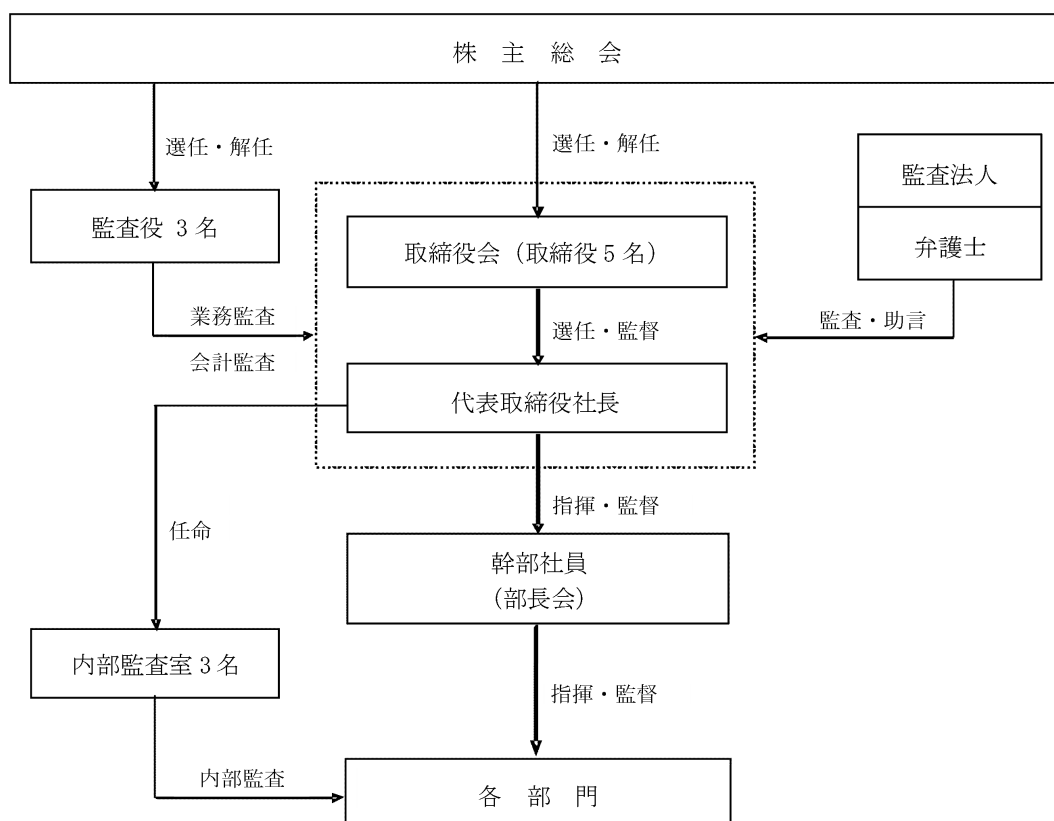 株 主 総 会
選任・解任
選任・解任
監査法人
弁護士
監査役 3 名
取締役会（取締役 5 名）
業務監査
会計監査
選任・監督
監査・助言
代表取締役社長
任命
指揮・監督
幹部社員
（部長会）
内部監査室 3 名
指揮・監督
内部監査
各 部 門